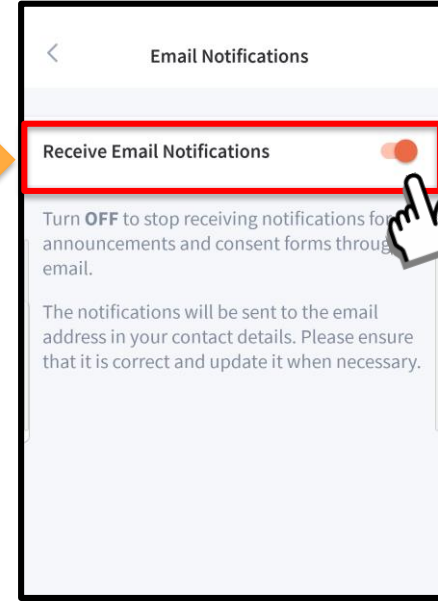 Email Notifications
Receive Email Notifications
Turn OFF to stop receiving notifications for
announcements and consent forms through
email.
The notifications will be sent to the email
address in your contact details. Please ensure
that it is correct and update it when necessary.